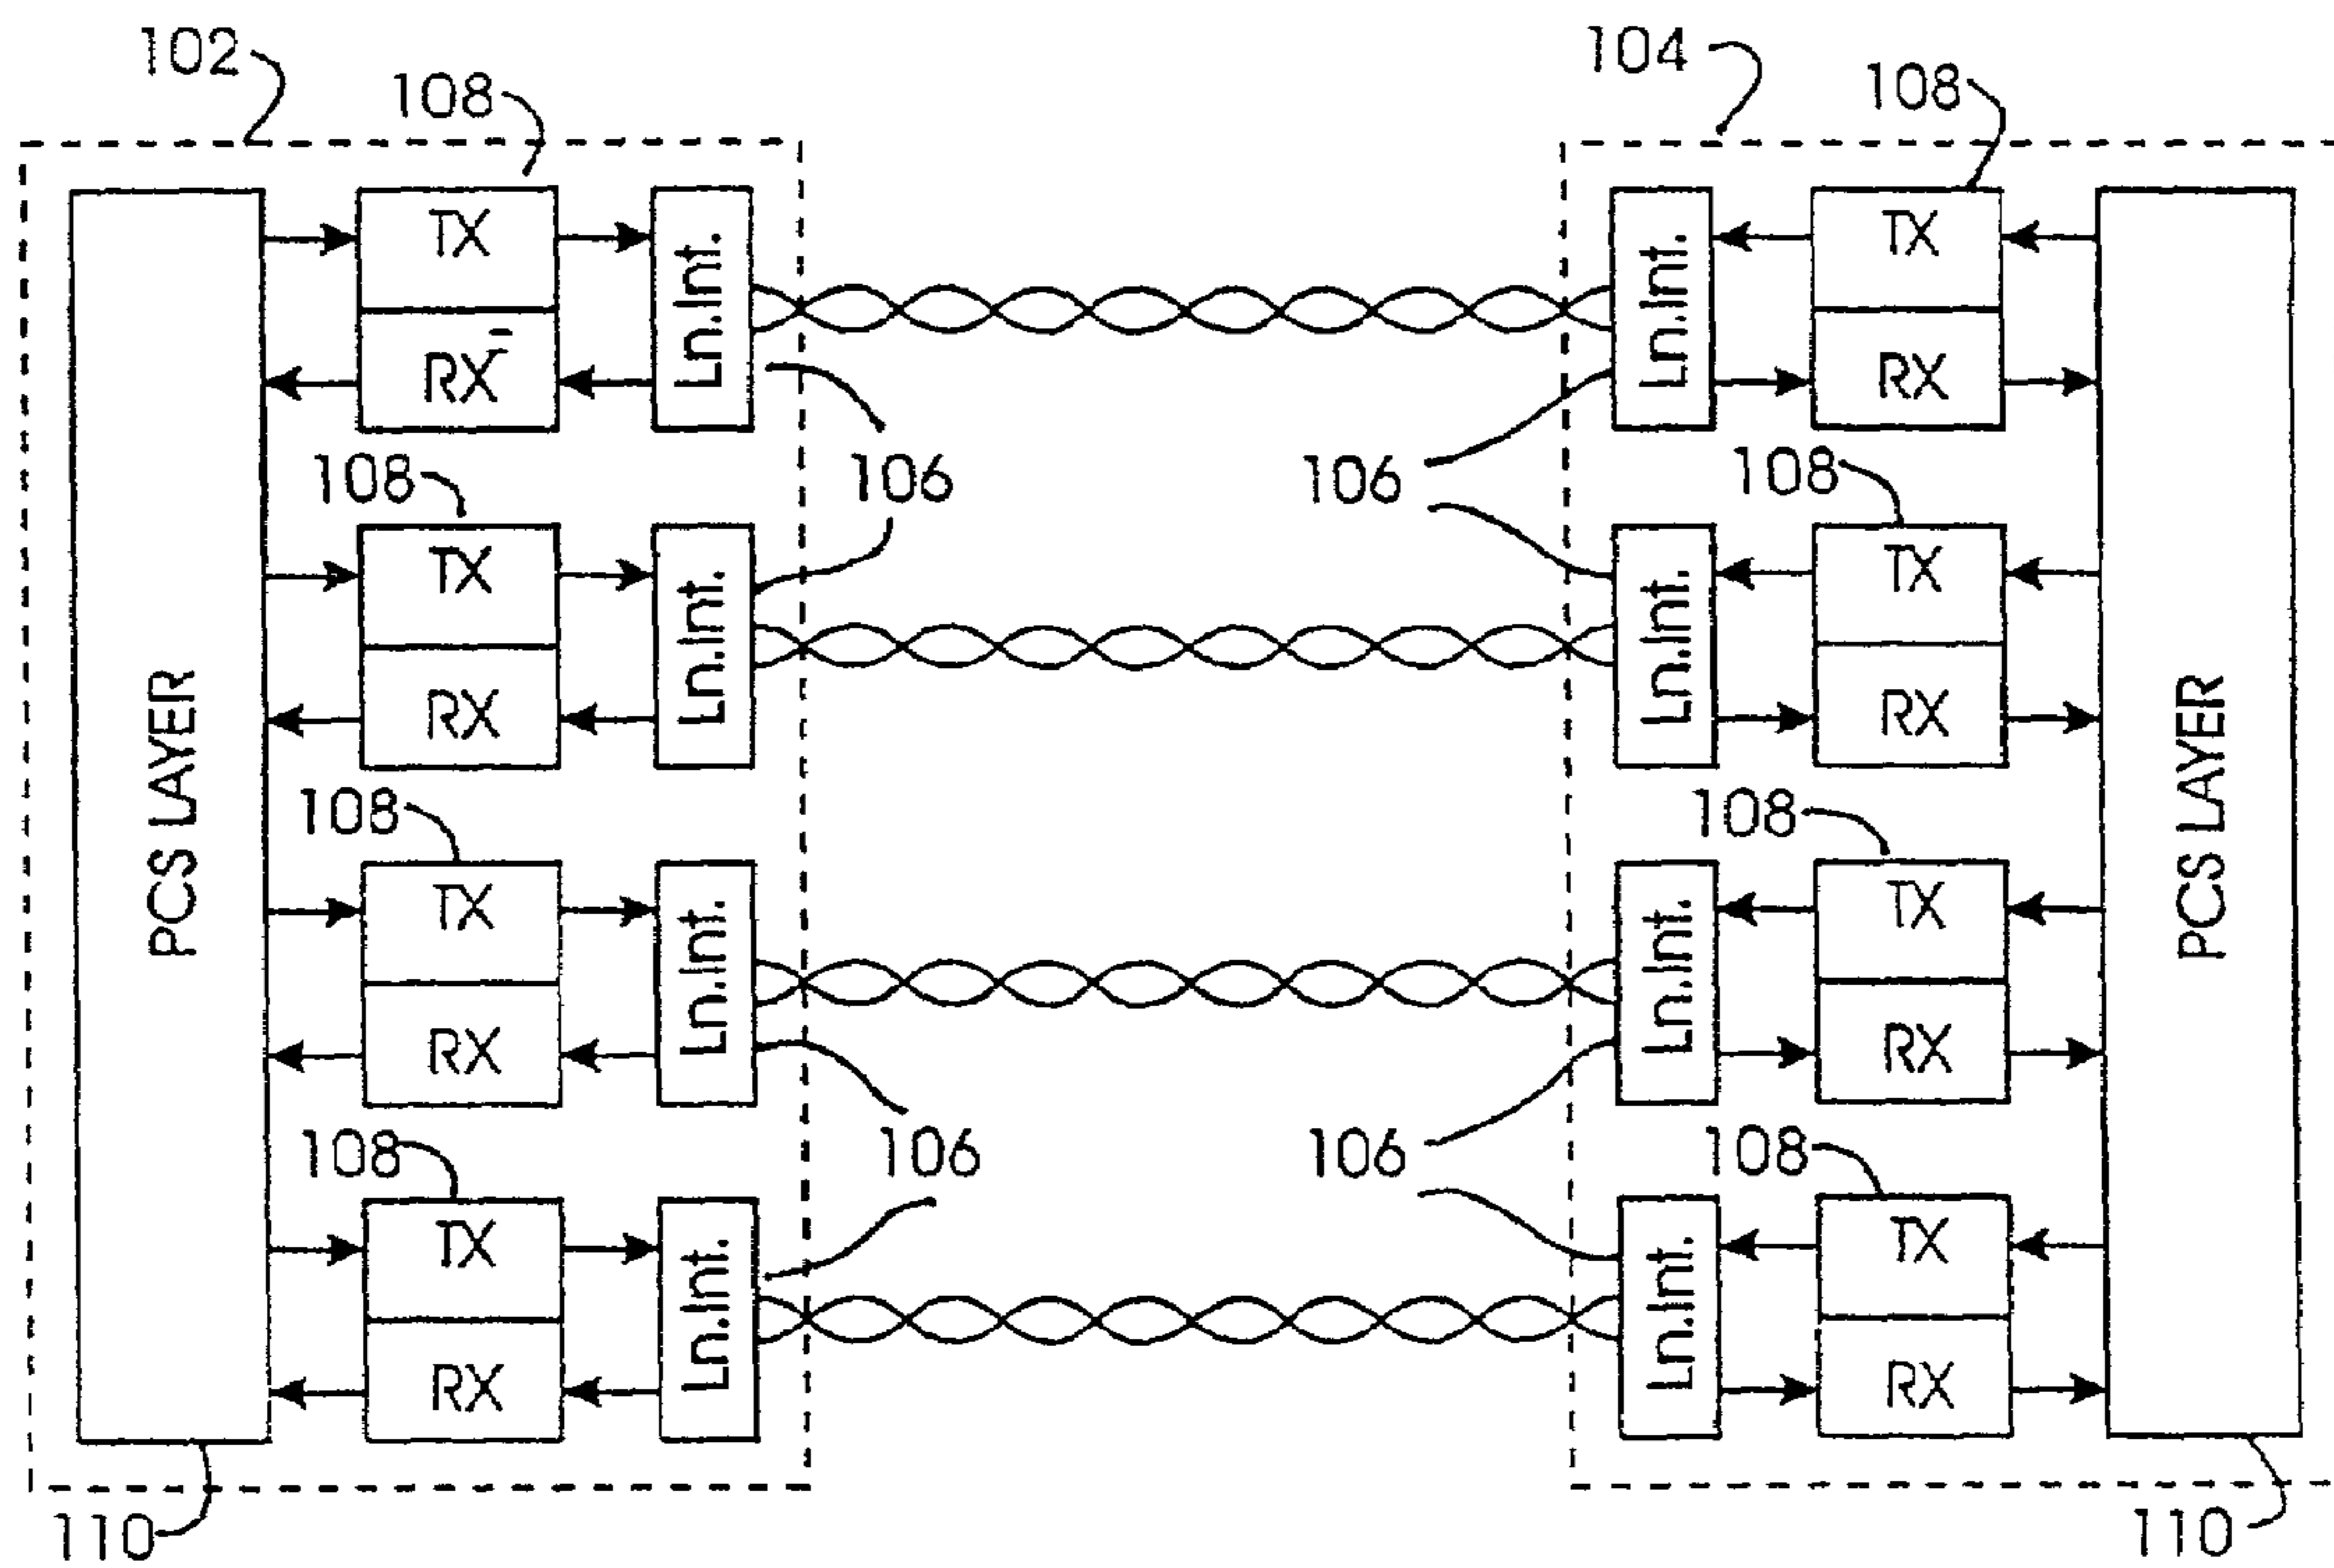 102
104
108
108
TX
Ln.Int.
Ln.Int.
TX
RX
RX
108
106
106
108
TX
Ln.Int.
Ln.Int.
TX
RX
RX
PCS LAYER
PCS LAYER
108
108
TX
Ln.Int.
Ln.Int.
TX
RX
RX
108
106
106
108
TX
Ln.Int.
Ln.Int.
TX
RX
RX
110
110